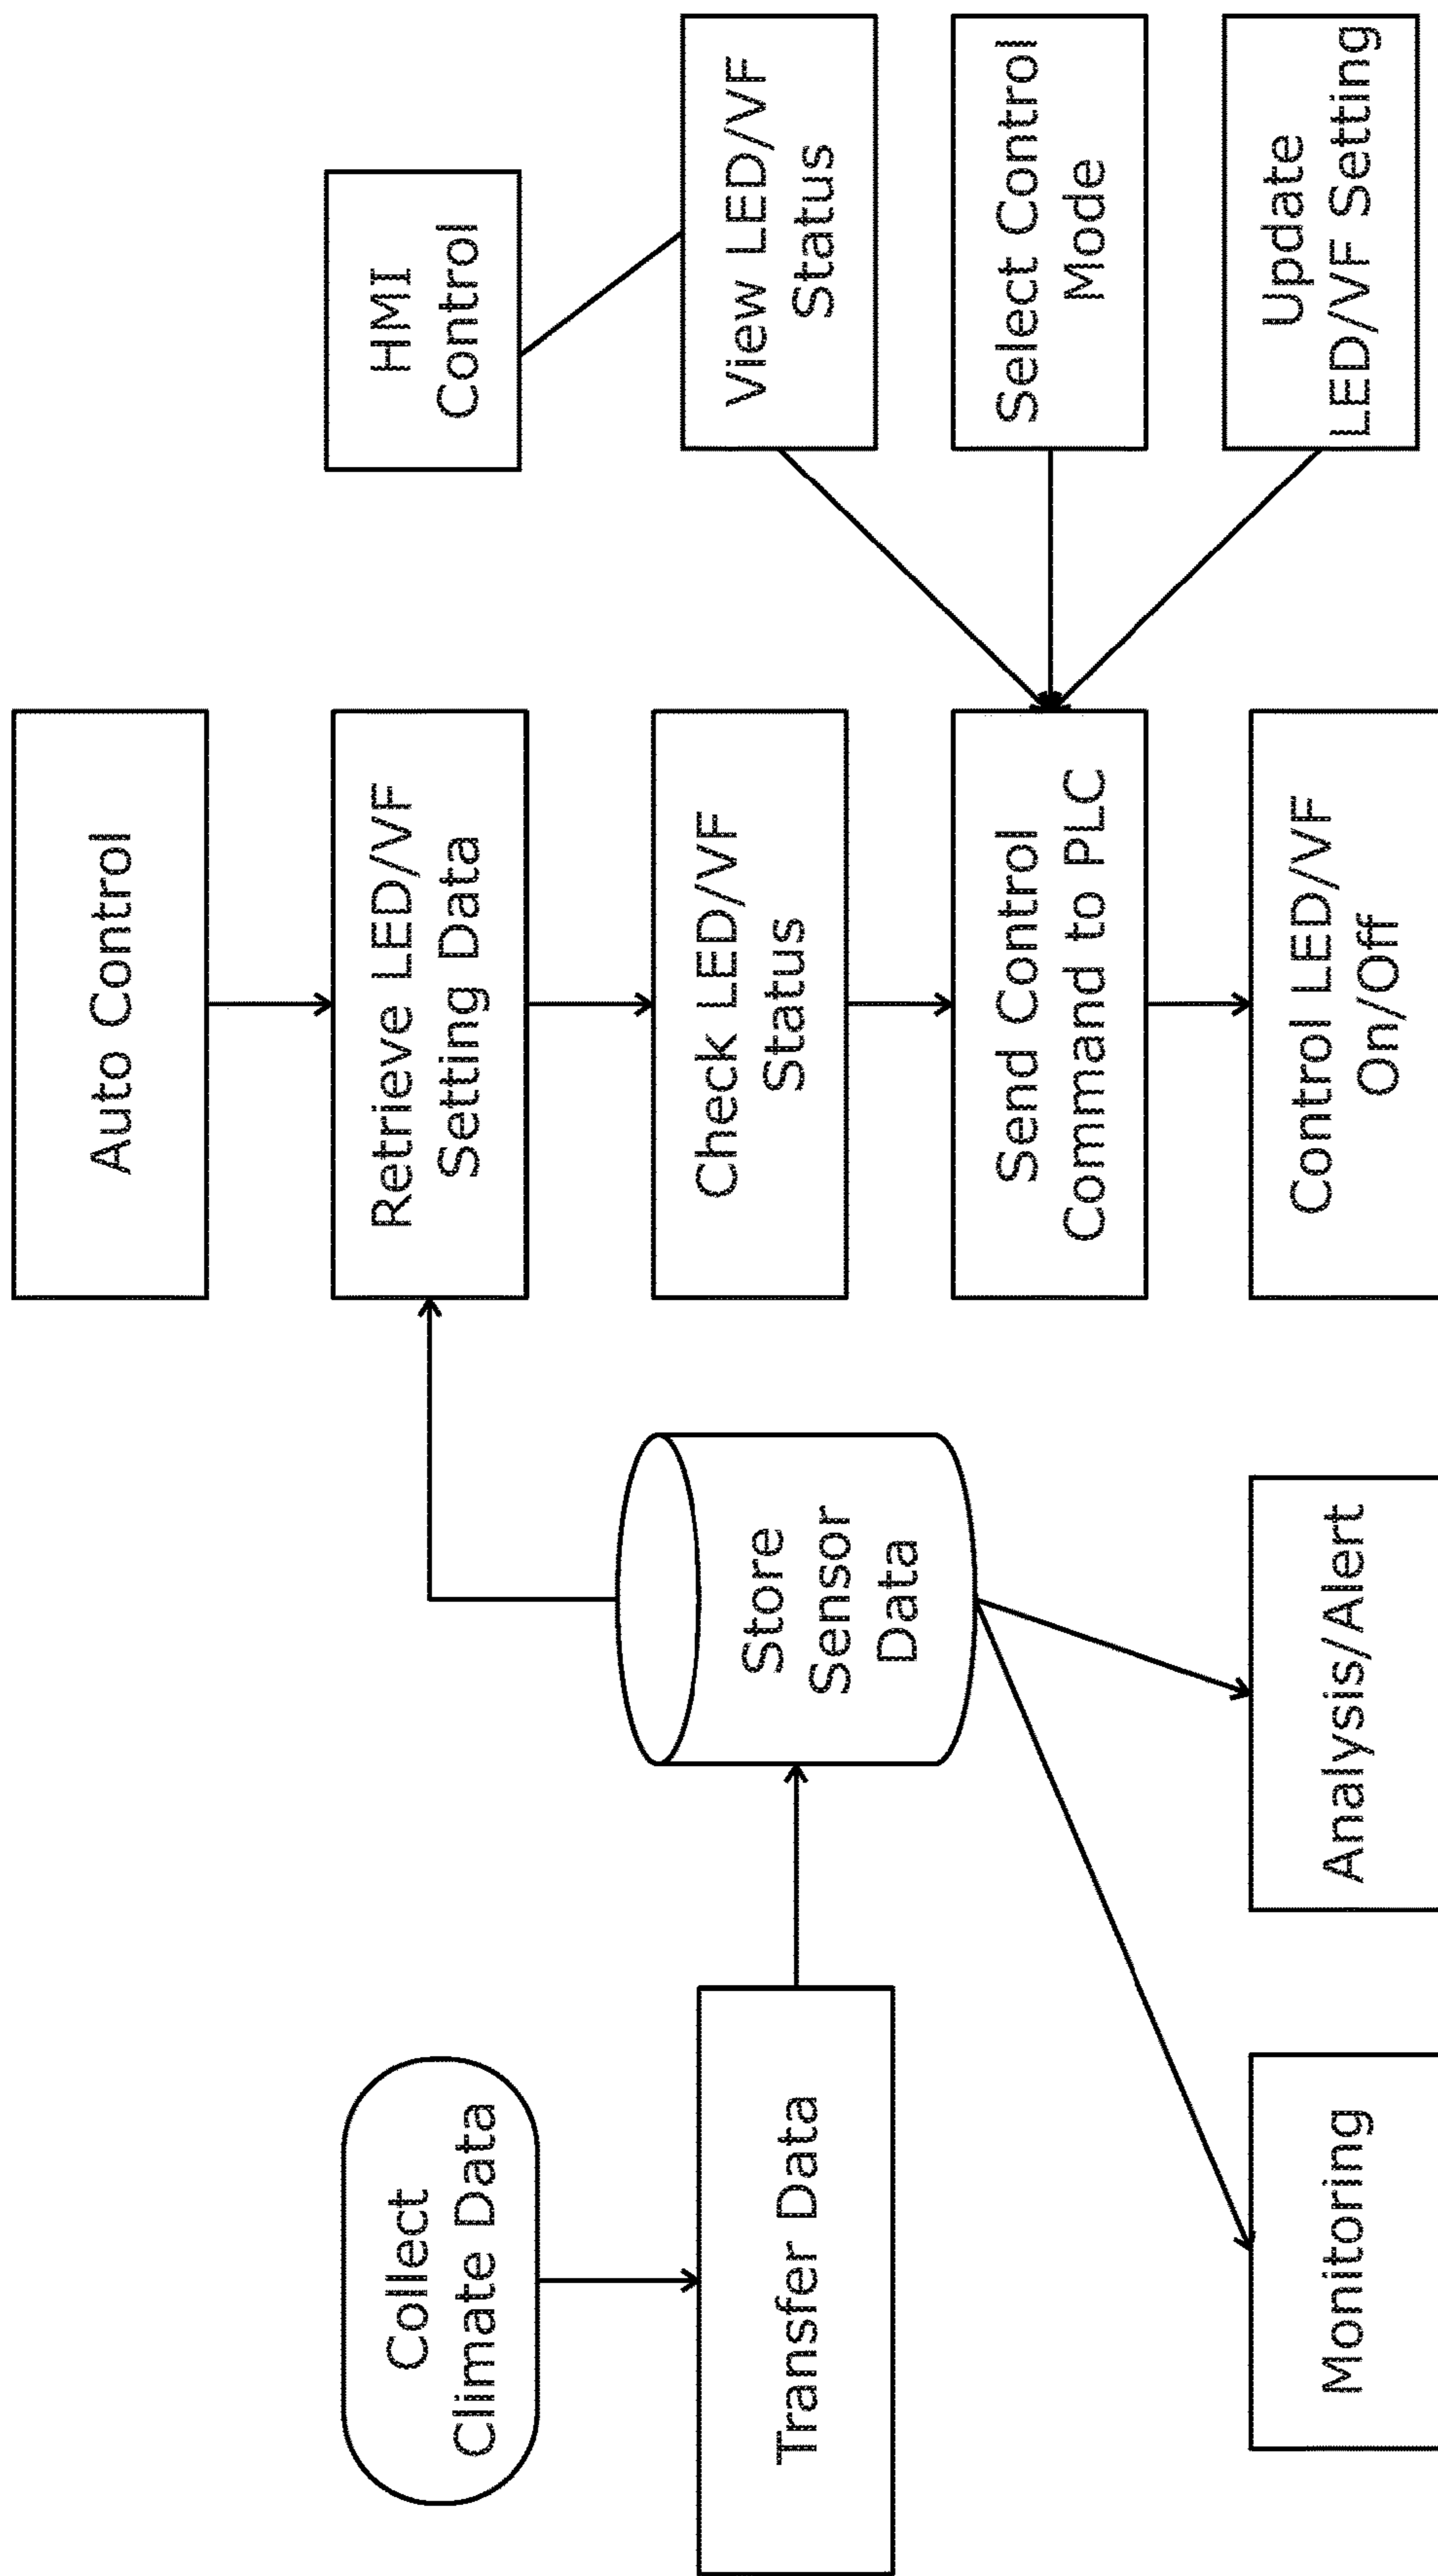 Collect
Climate Data
Transfer Data
Store
Sensor
Data
Monitoring
Analysis/Alert
Auto Control
Retrieve LED/VF
Setting Data
Check LED/VF
Status
Send Control
Command to PLC
Control LED/VF
On/Off
HMI
Control
View LED/VF
Status
Select Control
Mode
Update
LED/VF Setting